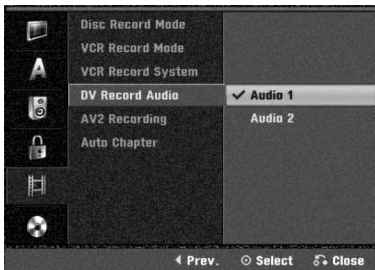 Disc Record Mode
VCR Record Mode
VCR Record System
DV Record Audio
✓ Audio 1
AV2 Recording
Audio 2
Auto Chapter
Prev. Select Close